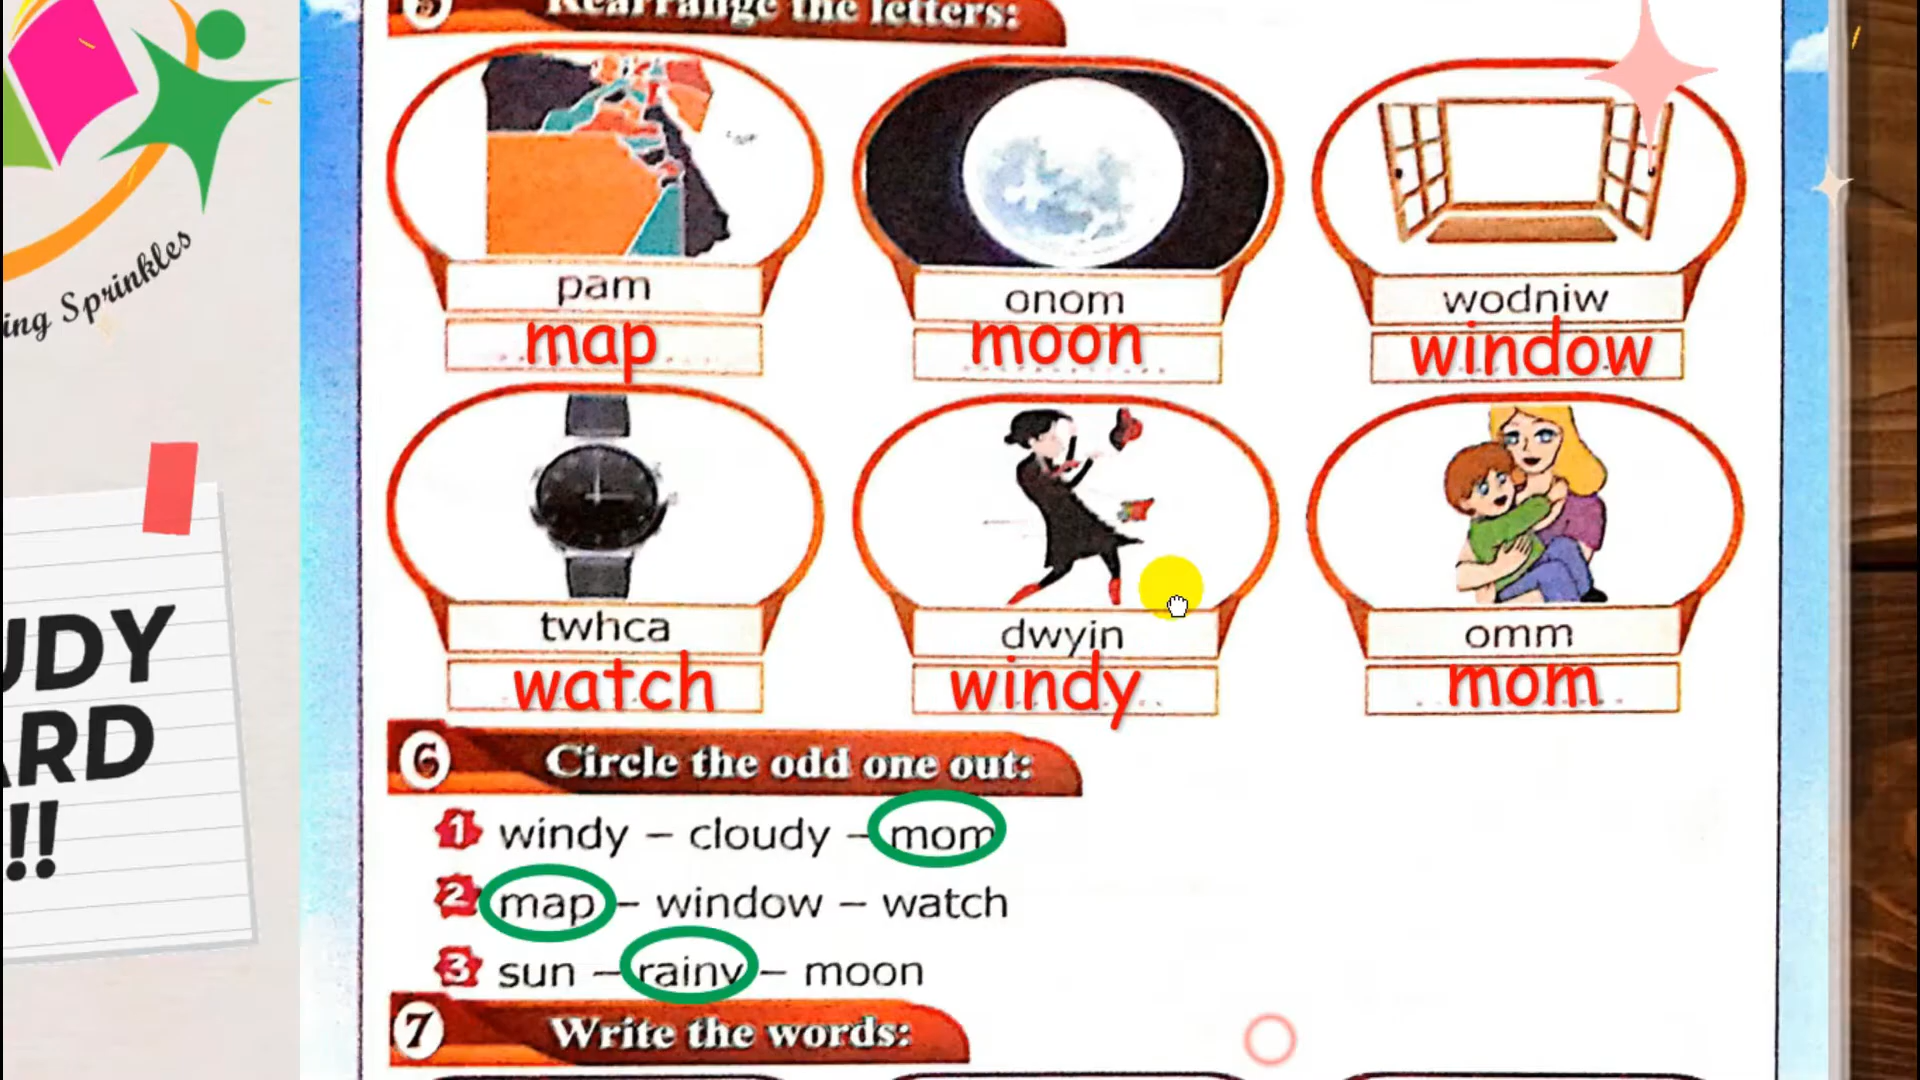 5 Rearrange the letters:
pam onom wodniw
map moon window
twhca dwyin omm
watch windy mom
6 Circle the odd one out:
1 windy – cloudy – mom
2 map – window – watch
3 sun – rainy – moon
7 Write the words:
ing Sprinkles
UDY
ARD
!!